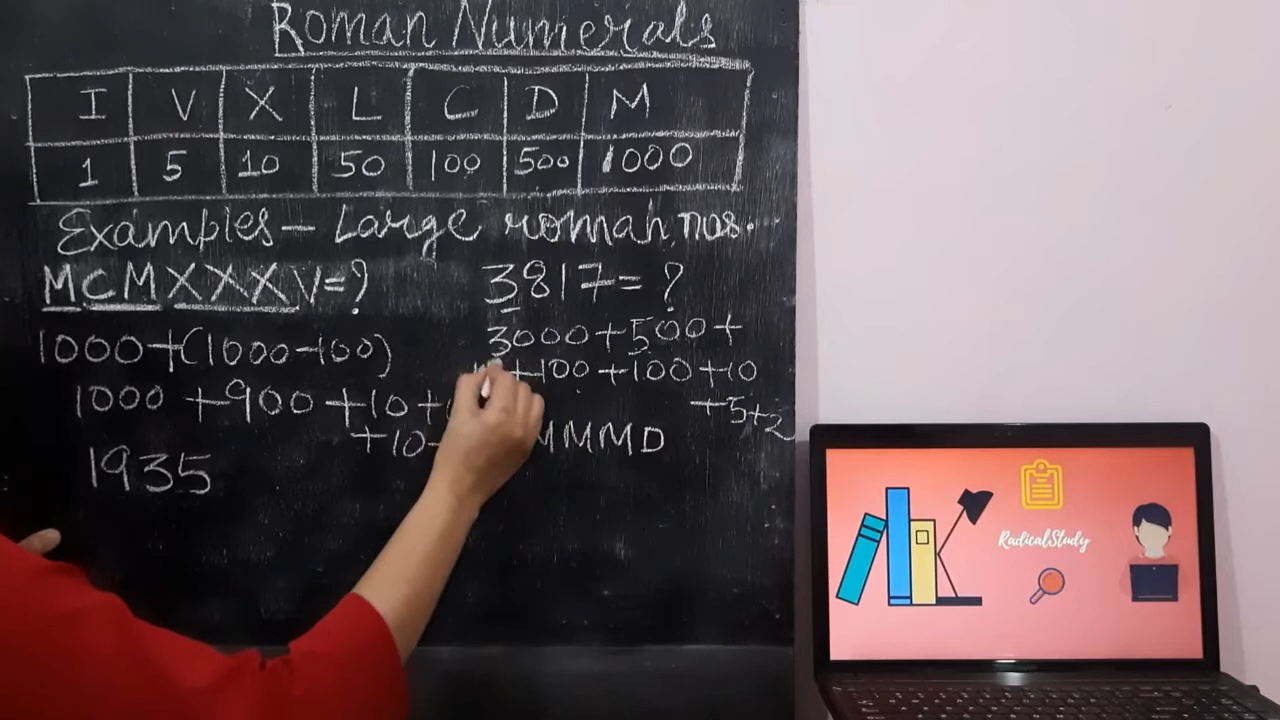 Roman Numerals
I V X L C D M
1 5 10 50 100 500 1000
Examples - Large roman nos.
MCMXXXV=?
1000+(1000-100)
1000 +900 +10 +
+10
1935
3817=?
3000+500+
+100+100+10
+5+2
MMMD
RadicalStudy